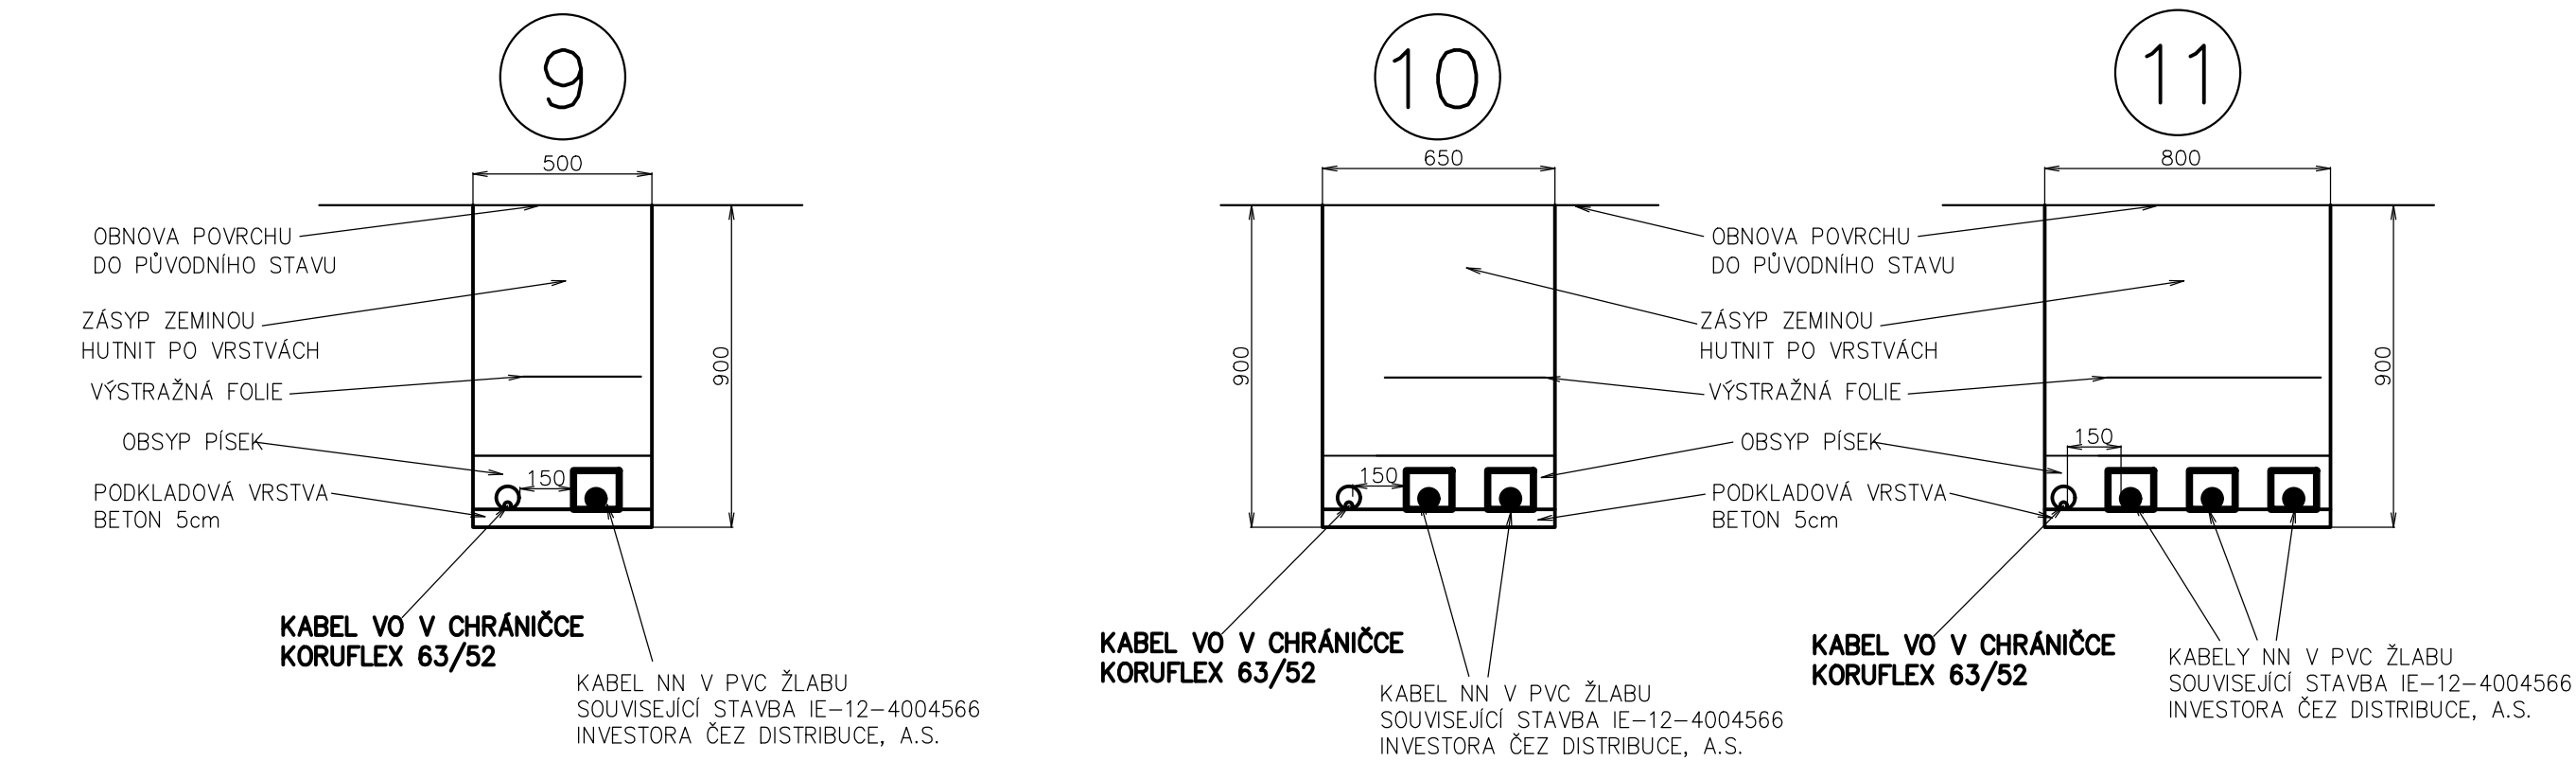 9
500
OBNOVA POVRCHU
DO PŮVODNÍHO STAVU
ZÁSYP ZEMINOU
HUTNIT PO VRSTVÁCH
VÝSTRAŽNÁ FOLIE
OBSYP PÍSEK
PODKLADOVÁ VRSTVA
BETON 5cm
150
900
KABEL VO V CHRÁNIČCE
KORUFLEX 63/52
KABEL NN V PVC ŽLABU
SOUVISEJÍCÍ STAVBA IE-12-4004566
INVESTORA ČEZ DISTRIBUCE, A.S.
10
650
900
150
KABEL VO V CHRÁNIČCE
KORUFLEX 63/52
KABEL NN V PVC ŽLABU
SOUVISEJÍCÍ STAVBA IE-12-4004566
INVESTORA ČEZ DISTRIBUCE, A.S.
OBNOVA POVRCHU
DO PŮVODNÍHO STAVU
ZÁSYP ZEMINOU
HUTNIT PO VRSTVÁCH
VÝSTRAŽNÁ FOLIE
OBSYP PÍSEK
PODKLADOVÁ VRSTVA
BETON 5cm
11
800
150
900
KABEL VO V CHRÁNIČCE
KORUFLEX 63/52
KABELY NN V PVC ŽLABU
SOUVISEJÍCÍ STAVBA IE-12-4004566
INVESTORA ČEZ DISTRIBUCE, A.S.